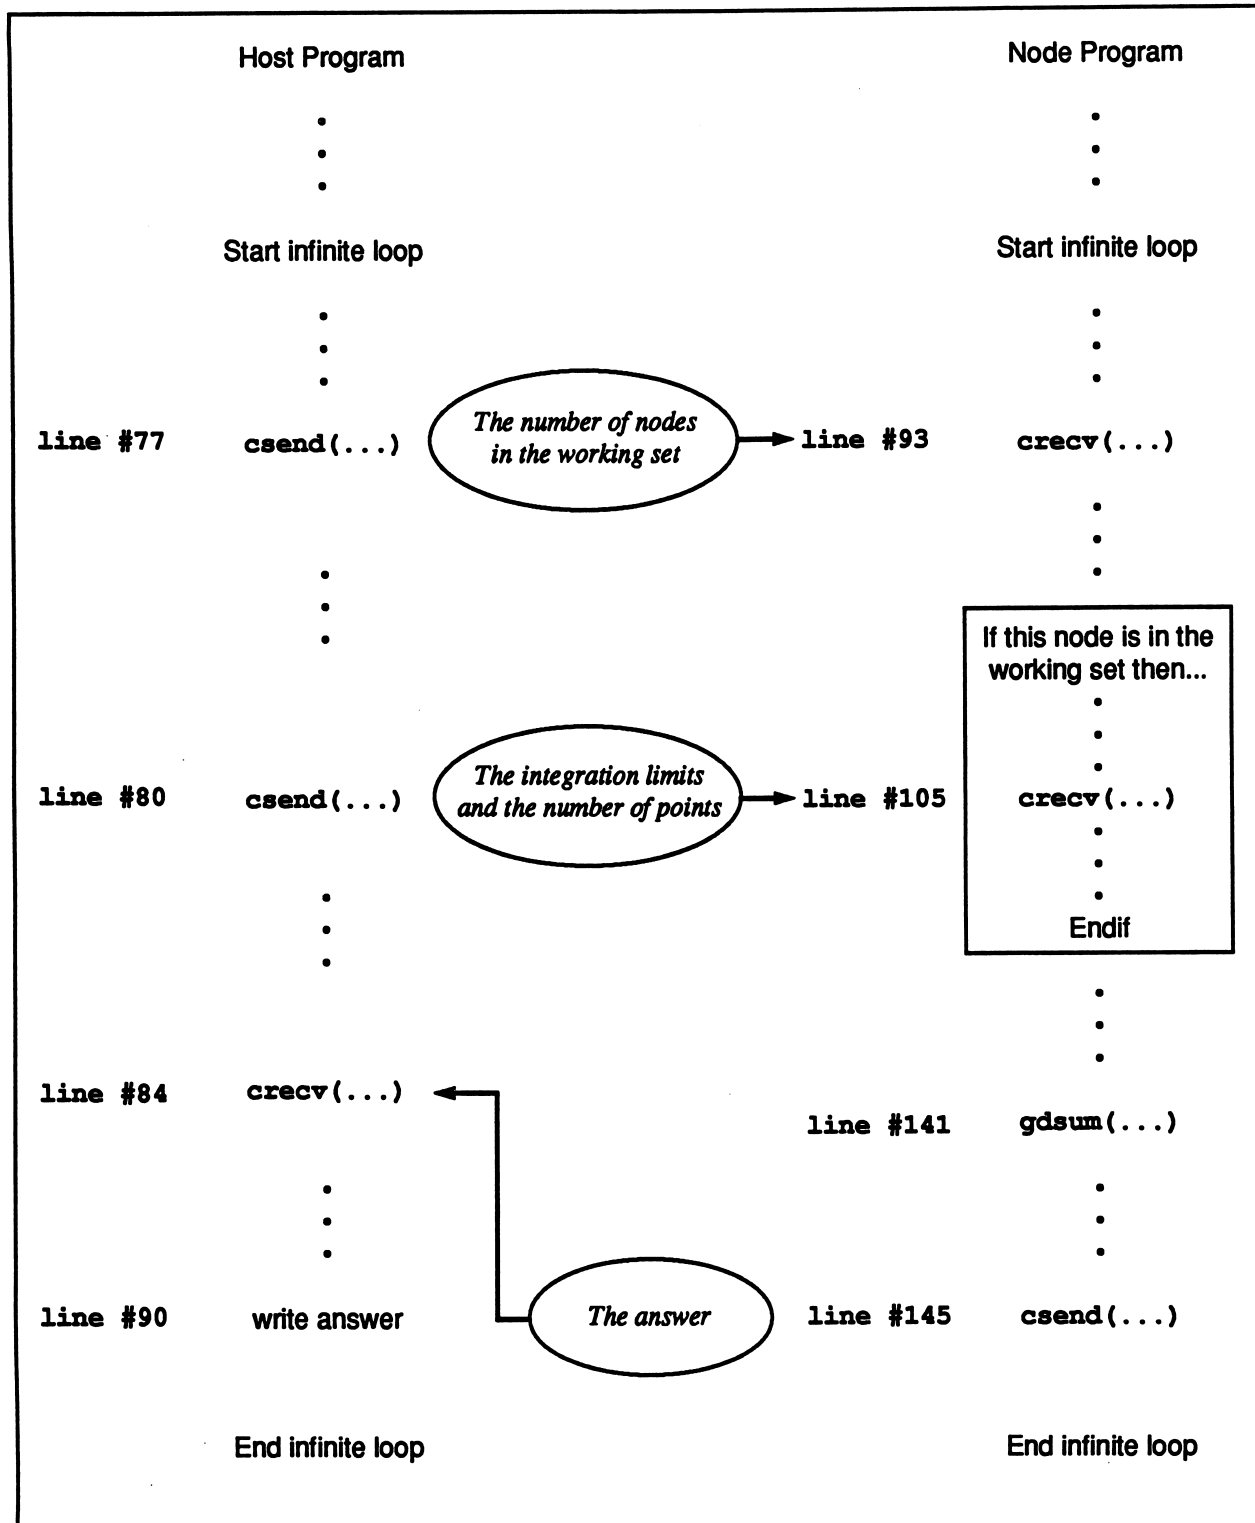 Host Program
Node Program
Start infinite loop
Start infinite loop
line #77 csend(...)
The number of nodes
in the working set
line #93 crecv(...)
If this node is in the
working set then...
line #80 csend(...)
The integration limits
and the number of points
line #105 crecv(...)
Endif
line #84 crecv(...)
line #141 gdsum(...)
line #90 write answer
The answer
line #145 csend(...)
End infinite loop
End infinite loop